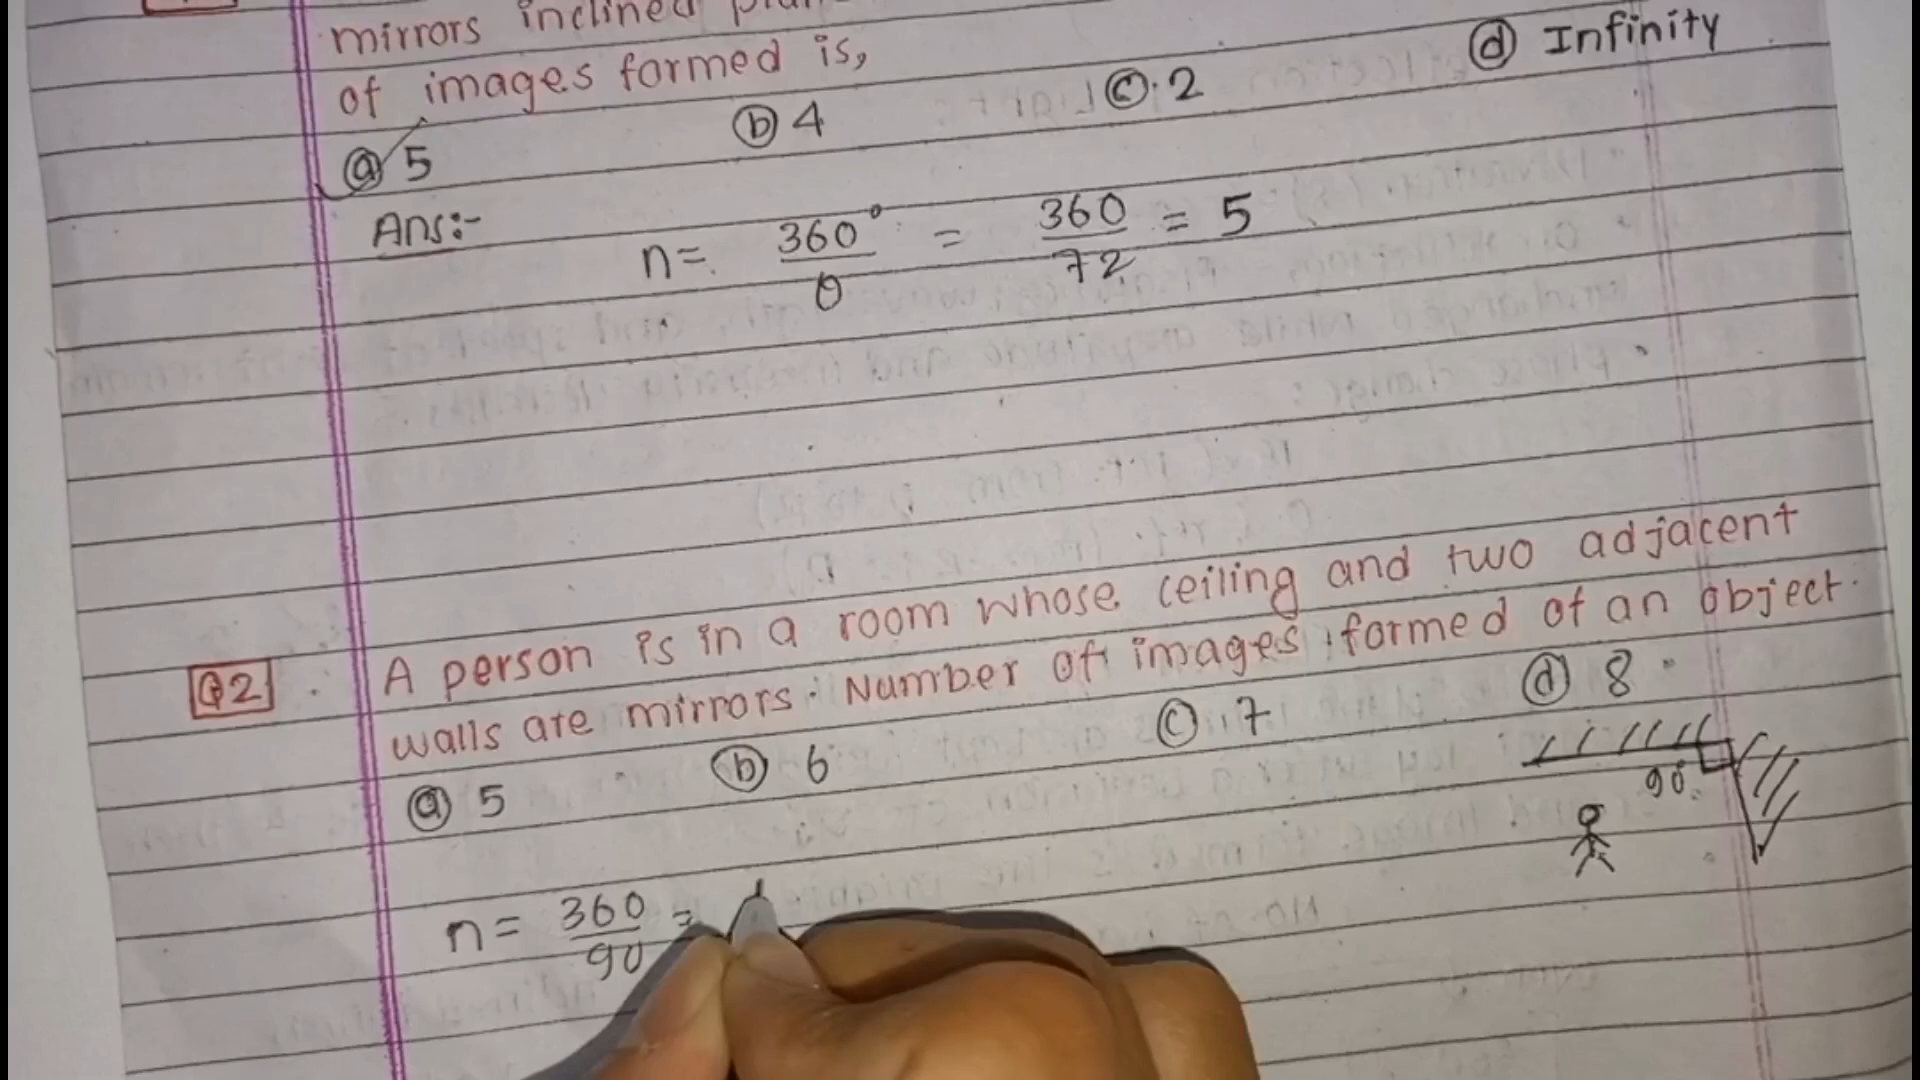 mirrors inclined
of images formed is,
ⓐ 5 ⓑ 4 ⓒ. 2 ⓓ Infinity
Ans:- n = 360° / θ = 360 / 72 = 5
Q2 A person is in a room whose ceiling and two adjacent
walls are mirrors. Number of images formed of an object.
ⓐ 5 ⓑ 6 ⓒ 7 ⓓ 8
90°
n = 360 / 90 =